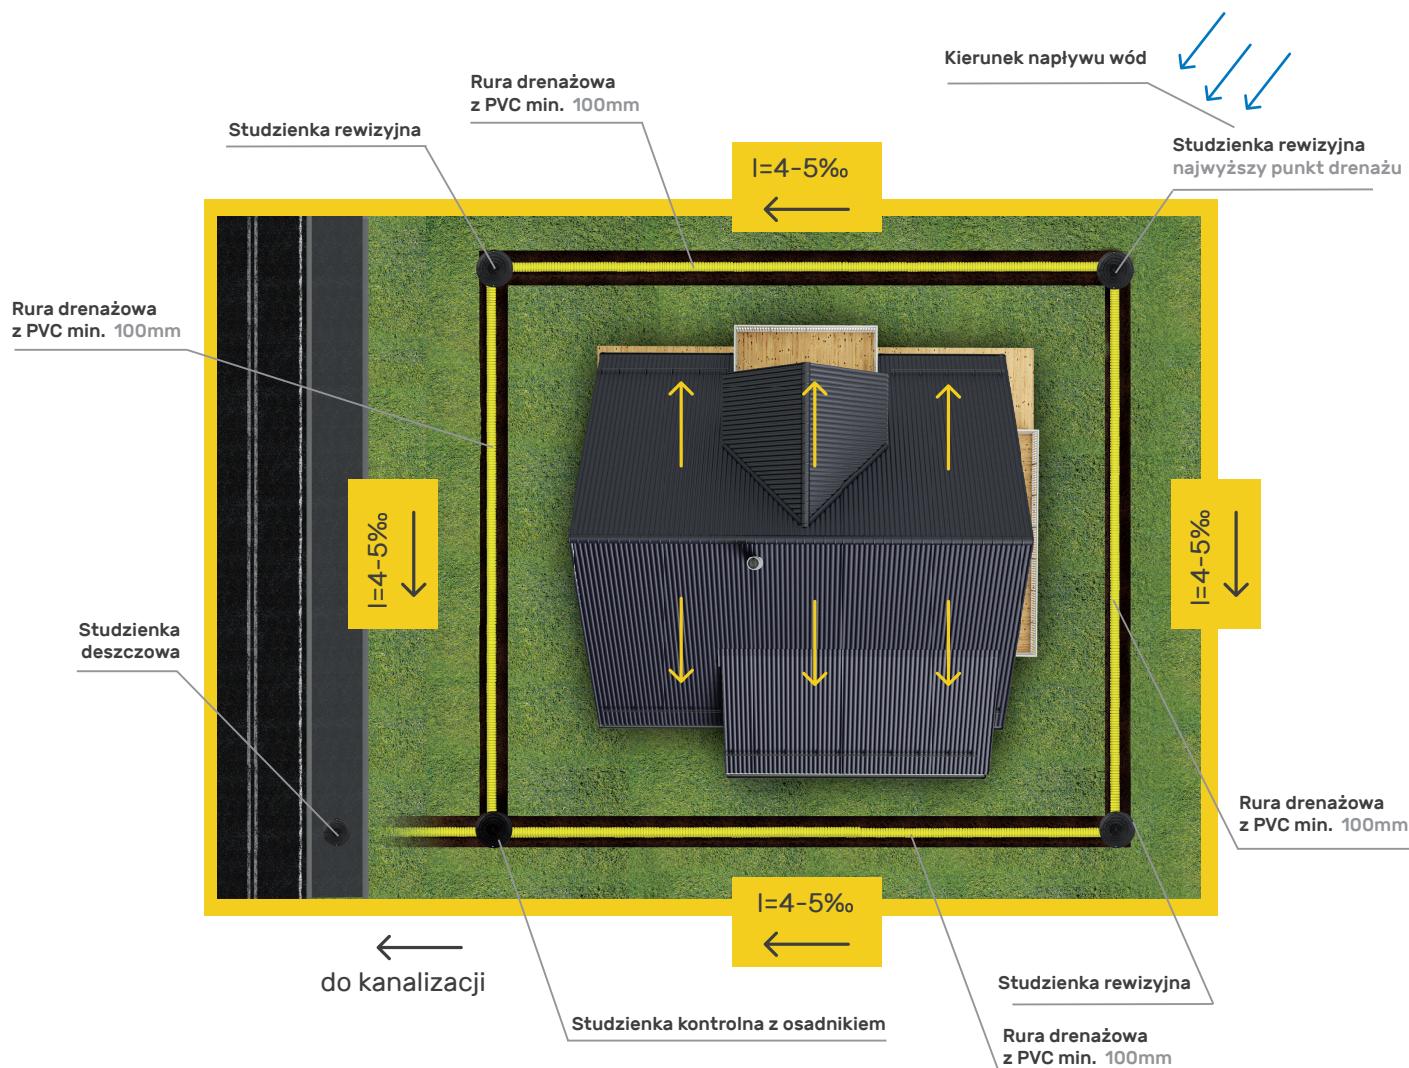 Kierunek napływu wód
Rura drenażowa
z PVC min. 100mm
Studzienka rewizyjna
Studzienka rewizyjna
najwyższy punkt drenażu
I=4-5‰
Rura drenażowa
z PVC min. 100mm
I=4-5‰
I=4-5‰
Studzienka
deszczowa
Rura drenażowa
z PVC min. 100mm
I=4-5‰
do kanalizacji
Studzienka rewizyjna
Studzienka kontrolna z osadnikiem
Rura drenażowa
z PVC min. 100mm